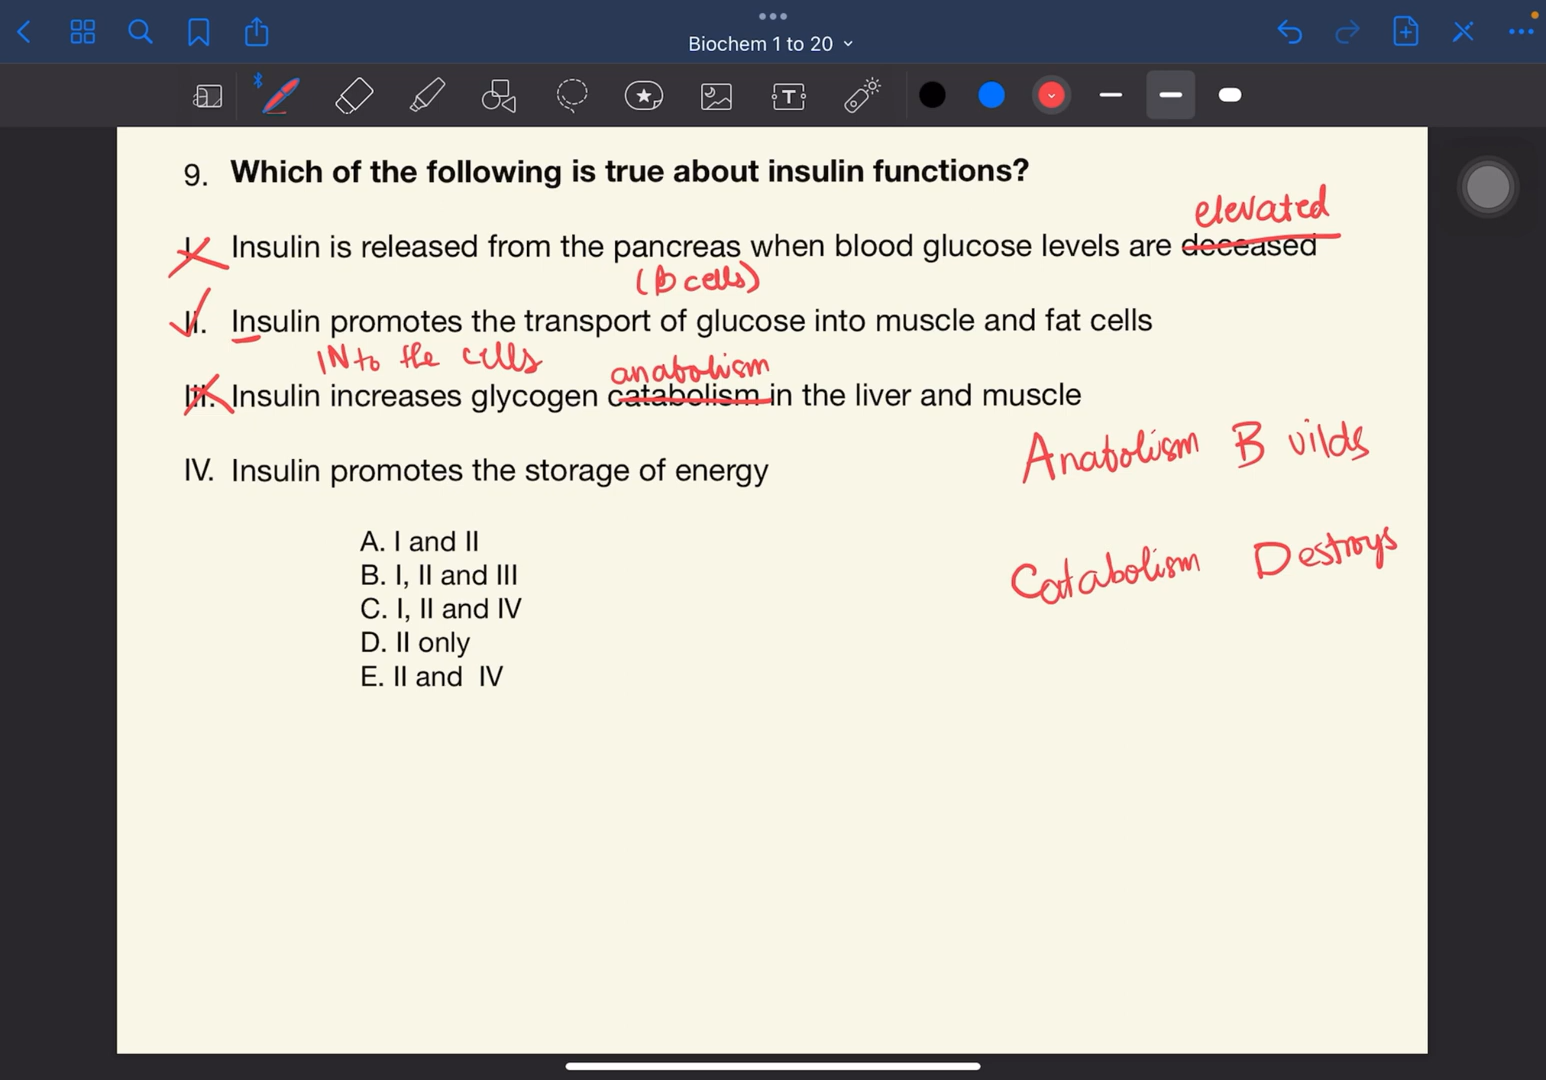 Biochem 1 to 20
9. Which of the following is true about insulin functions?
elevated
I. Insulin is released from the pancreas when blood glucose levels are deceased
(B cells)
II. Insulin promotes the transport of glucose into muscle and fat cells
INto the cells
anabolism
III. Insulin increases glycogen catabolism in the liver and muscle
Anabolism Builds
IV. Insulin promotes the storage of energy
A. I and II
Catabolism Destroys
B. I, II and III
C. I, II and IV
D. II only
E. II and IV